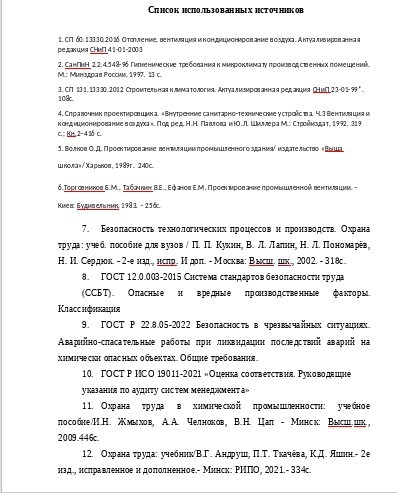 Список использованных источников
1. СП 60.13330.2016 Отопление, вентиляция и кондиционирование воздуха. Актуализированная
редакция СНиП 41-01-2003
2. СанПиН 2.2.4.548-96 Гигиенические требования к микроклимату производственных помещений.
М.: Минздрав России, 1997. 13 с.
3. СП 131.13330.2012 Строительная климатология. Актуализированная редакция СНиП 23-01-99*.
108с.
4. Справочник проектировщика. «Внутренние санитарно-технические устройства. Ч.3 Вентиляция и
кондиционирование воздуха». Под ред. Н.Н. Павлова и Ю.Л. Шиллера М.: Стройиздат, 1992. 319
с.; Кн.2–416 с.
5. Волков О.Д. Проектирование вентиляции промышленного здания/ издательство «Выща
школа»/ Харьков, 1989г.. 240с.
6.Торговников Б.М., Табачкин В.Е., Ефанов Е.М. Проектирование промышленной вентиляции. –
Киев: Будивельник, 1983. – 256с.
7. Безопасность технологических процессов и производств. Охрана
труда: учеб. пособие для вузов / П. П. Кукин, В. Л. Лапин, Н. Л. Пономарёв,
Н. И. Сердюк. - 2-е изд., испр. И доп. - Москва: Высш. шк., 2002. - 318с.
8. ГОСТ 12.0.003-2015 Система стандартов безопасности труда
(ССБТ). Опасные и вредные производственные факторы.
Классификация
9. ГОСТ Р 22.8.05-2022 Безопасность в чрезвычайных ситуациях.
Аварийно-спасательные работы при ликвидации последствий аварий на
химически опасных объектах. Общие требования.
10. ГОСТ Р ИСО 19011-2021 «Оценка соответствия. Руководящие
указания по аудиту систем менеджмента»
11. Охрана труда в химической промышленности: учебное
пособие/И.Н. Жмыхов, А.А. Челноков, В.Н. Цап - Минск: Высш.шк.,
2009.446с.
12. Охрана труда: учебник/В.Г. Андруш, П.Т. Ткачёва, К.Д. Яшин.- 2е
изд., исправленное и дополненное.- Минск: РИПО, 2021.- 334с.